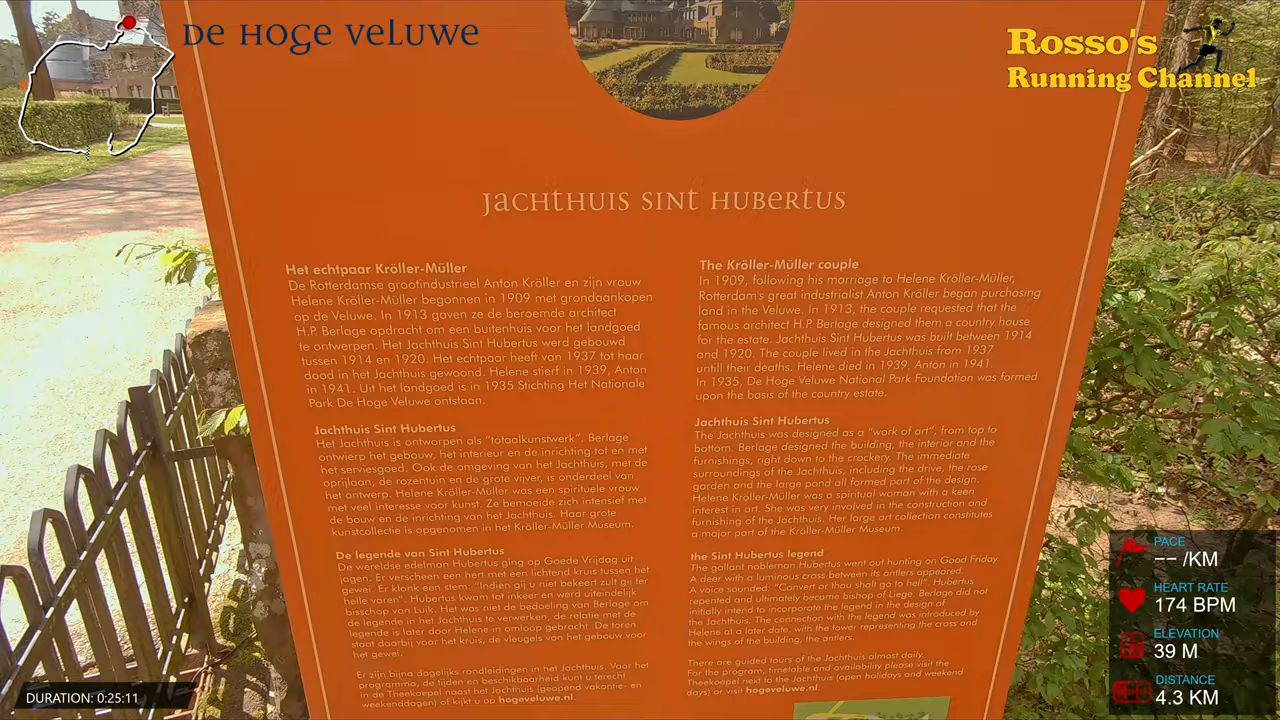 De Hoge Veluwe
Rosso's
Running Channel
Jachthuis Sint Hubertus
Het echtpaar Kröller-Müller
De Rotterdamse grootindustrieel Anton Kröller en zijn vrouw
Helene Kröller-Müller begonnen in 1909 met grondaankopen
op de Veluwe. In 1913 gaven ze de beroemde architect
H.P. Berlage opdracht om een buitenhuis voor het landgoed
te ontwerpen. Het Jachthuis Sint Hubertus werd gebouwd
tussen 1914 en 1920. Het echtpaar heeft van 1937 tot haar
dood in het Jachthuis gewoond. Helene stierf in 1939, Anton
in 1941. Uit het landgoed is in 1935 Stichting Het Nationale
Park De Hoge Veluwe ontstaan.
Jachthuis Sint Hubertus
Het Jachthuis is ontworpen als "totaalkunstwerk". Berlage
ontwierp het gebouw, het interieur en de inrichting tot en met
het serviesgoed. Ook de omgeving van het Jachthuis, met de
oprijlaan, de rozentuin en de grote vijver, is onderdeel van
het ontwerp. Helene Kröller-Müller was een spirituele vrouw
met veel interesse voor kunst. Ze bemoeide zich intensief met
de bouw en de inrichting van het Jachthuis. Haar grote
kunstcollectie is opgenomen in het Kröller-Müller Museum.
De legende van Sint Hubertus
De wereldse edelman Hubertus ging op Goede Vrijdag uit
jagen. Er verscheen een hert met een lichtend kruis tussen het
gewei. Er klonk een stem: "Indien gij u niet bekeert zult gij ter
helle varen". Hubertus kwam tot inkeer en werd uiteindelijk
bisschop van Luik. Het was niet de bedoeling van Berlage om
de legende in het Jachthuis te verwerken, de relatie met de
legende is later door Helene in omloop gebracht. De toren
staat daarbij voor het kruis, de vleugels van het gebouw voor
het gewei.
Er zijn bijna dagelijks rondleidingen in het Jachthuis. Voor het
programma, de tijden en beschikbaarheid kunt u terecht
in de Theekoepel naast het Jachthuis (geopend vakantie- en
weekenddagen) of kijkt u op hogeveluwe.nl.
The Kröller-Müller couple
In 1909, following his marriage to Helene Kröller-Müller,
Rotterdam's great industrialist Anton Kröller began purchasing
land in the Veluwe. In 1913, the couple requested that the
famous architect H.P. Berlage designed them a country house
for the estate. Jachthuis Sint Hubertus was built between 1914
and 1920. The couple lived in the Jachthuis from 1937
untill their deaths. Helene died in 1939, Anton in 1941.
In 1935, De Hoge Veluwe National Park Foundation was formed
upon the basis of the country estate.
Jachthuis Sint Hubertus
The Jachthuis was designed as a "work of art", from top to
bottom. Berlage designed the building, the interior and the
furnishings, right down to the crockery. The immediate
surroundings of the Jachthuis, including the drive, the rose
garden and the large pond all formed part of the design.
Helene Kröller-Müller was a spiritual woman with a keen
interest in art. She was very involved in the construction and
furnishing of the Jachthuis. Her large art collection constitutes
a major part of the Kröller-Müller Museum.
the Sint Hubertus legend
The gallant nobleman Hubertus went out hunting on Good Friday.
A deer with a luminous cross between its antlers appeared.
A voice sounded: "Convert or thou shalt go to hell". Hubertus
repented and ultimately became bishop of Liege. Berlage did not
initially intend to incorporate the legend in the design of
the Jachthuis. The connection with the legend was introduced by
Helene at a later date, with the tower representing the cross and
the wings of the building, the antlers.
There are guided tours of the Jachthuis almost daily.
For the program, timetable and availability please visit the
Theekoepel next to the Jachthuis (open holidays and weekend
days) or visit hogeveluwe.nl.
PACE
-- /KM
HEART RATE
174 BPM
ELEVATION
39 M
DISTANCE
4.3 KM
DURATION: 0:25:11